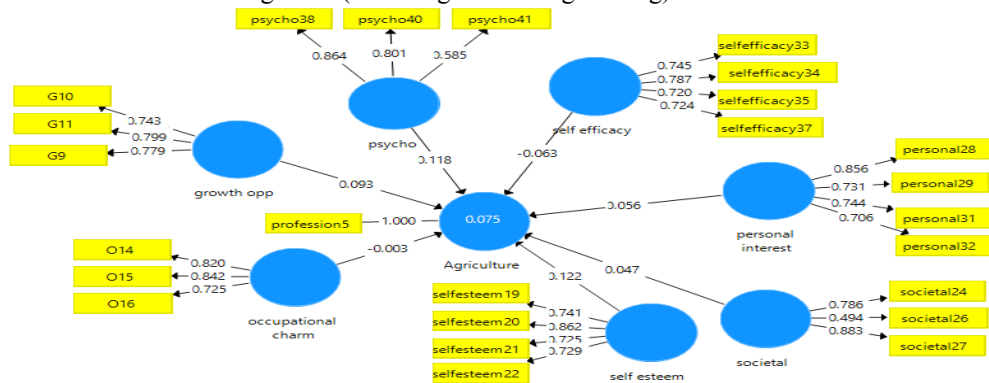 psycho38
psycho40
psycho41
0.864
0.801
0.585
psycho
selfefficacy33
selfefficacy34
selfefficacy35
selfefficacy37
0.745
0.787
0.720
0.724
self efficacy
G10
G11
G9
0.743
0.799
0.779
growth opp
0.118
-0.063
0.093
0.056
personal28
personal29
personal31
personal32
0.856
0.731
0.744
0.706
personal
interest
profession5
1.000
0.075
Agriculture
O14
O15
O16
0.820
0.842
0.725
occupational
charm
-0.003
0.122
0.047
selfesteem19
selfesteem20
selfesteem21
selfesteem22
0.741
0.862
0.725
0.729
self esteem
societal24
societal26
societal27
0.786
0.494
0.883
societal